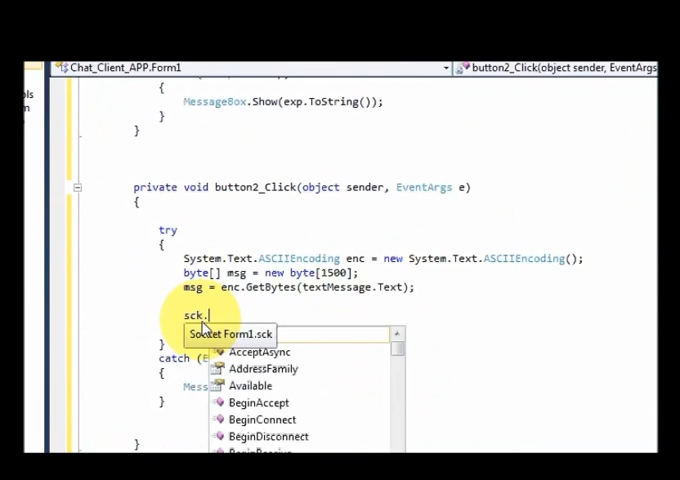 Chat_Client_APP.Form1
button2_Click(object sender, EventArgs
ols
{
MessageBox.Show(exp.ToString());
}
}
private void button2_Click(object sender, EventArgs e)
{
try
{
System.Text.ASCIIEncoding enc = new System.Text.ASCIIEncoding();
byte[] msg = new byte[1500];
msg = enc.GetBytes(textMessage.Text);
sck.
Socket Form1.sck
}
AcceptAsync
catch (E
AddressFamily
{
Mess
Available
}
BeginAccept
BeginConnect
BeginDisconnect
}